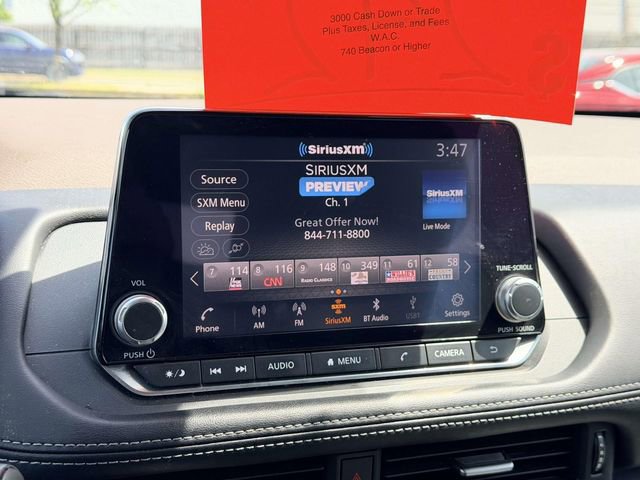 3000 Cash Down or Trade
Plus Taxes, License, and Fees
W.A.C.
740 Beacon or Higher
SiriusXM 3:47
Source
SXM Menu
Replay
SIRIUSXM
PREVIEW
Ch. 1
Great Offer Now!
844-711-8800
SiriusXM
Live Mode
7 114 8 116 9 148 10 349 11 61 12 58
CNN RADIO CLASSICS WILLIE'S
Phone AM FM SiriusXM BT Audio USB1 Settings
VOL
PUSH
TUNE·SCROLL
PUSH SOUND
AUDIO MENU CAMERA